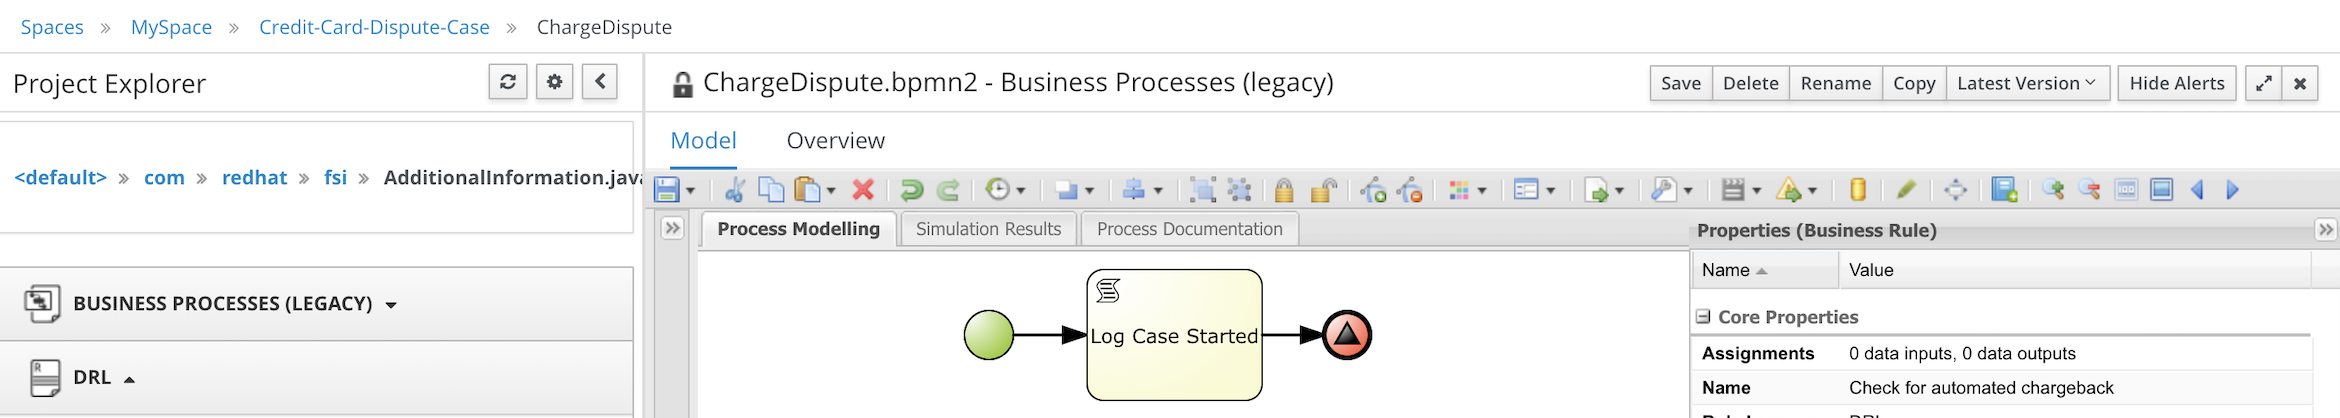 Spaces » MySpace » Credit-Card-Dispute-Case » ChargeDispute
Project Explorer
<default> » com » redhat » fsi » AdditionalInformation.java
BUSINESS PROCESSES (LEGACY)
DRL
ChargeDispute.bpmn2 - Business Processes (legacy)
Save Delete Rename Copy Latest Version Hide Alerts
Model Overview
Process Modelling Simulation Results Process Documentation
Log Case Started
Properties (Business Rule)
Name Value
Core Properties
Assignments 0 data inputs, 0 data outputs
Name Check for automated chargeback